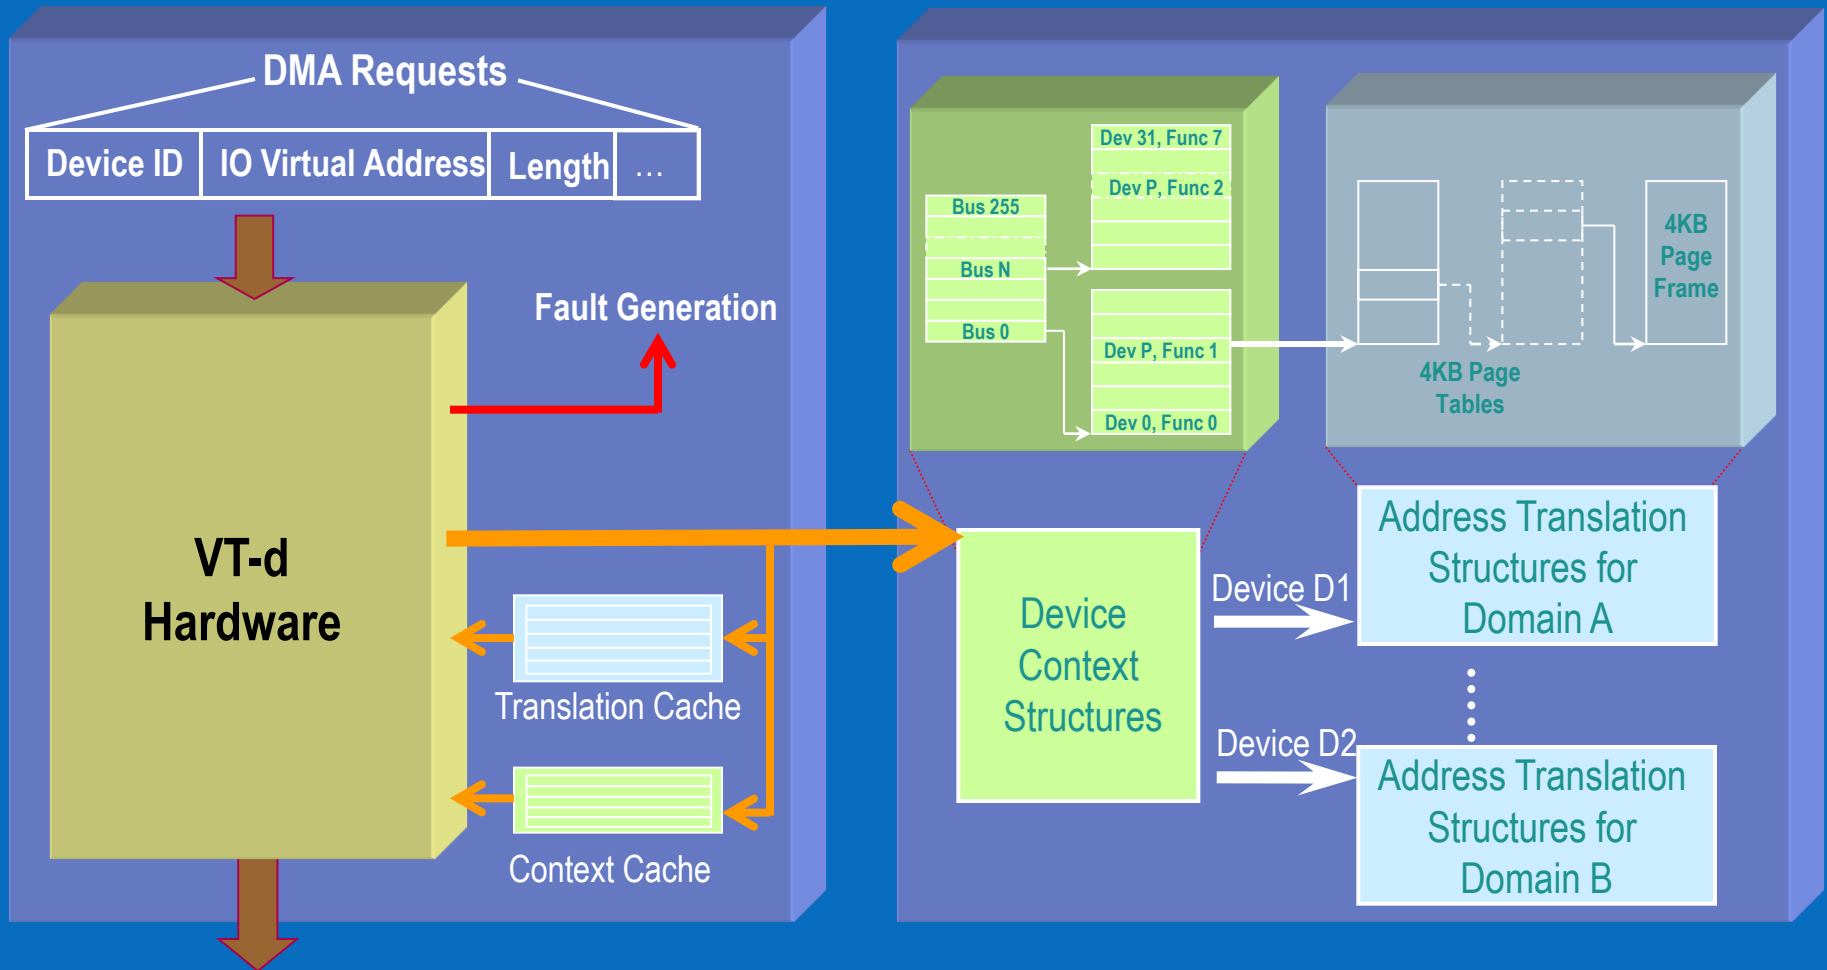 DMA Requests
Device ID IO Virtual Address Length ...
Fault Generation
VT-d
Hardware
Translation Cache
Context Cache
Bus 255
Bus N
Bus 0
Dev 31, Func 7
Dev P, Func 2
Dev P, Func 1
Dev 0, Func 0
4KB
Page
Frame
4KB Page
Tables
Device
Context
Structures
Device D1
Device D2
Address Translation
Structures for
Domain A
Address Translation
Structures for
Domain B